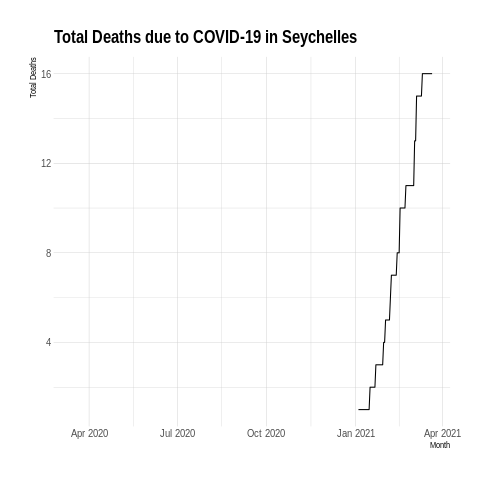 Total Deaths due to COVID-19 in Seychelles
Total Deaths
16
12
8
4
Apr 2020 Jul 2020 Oct 2020 Jan 2021 Apr 2021
Month